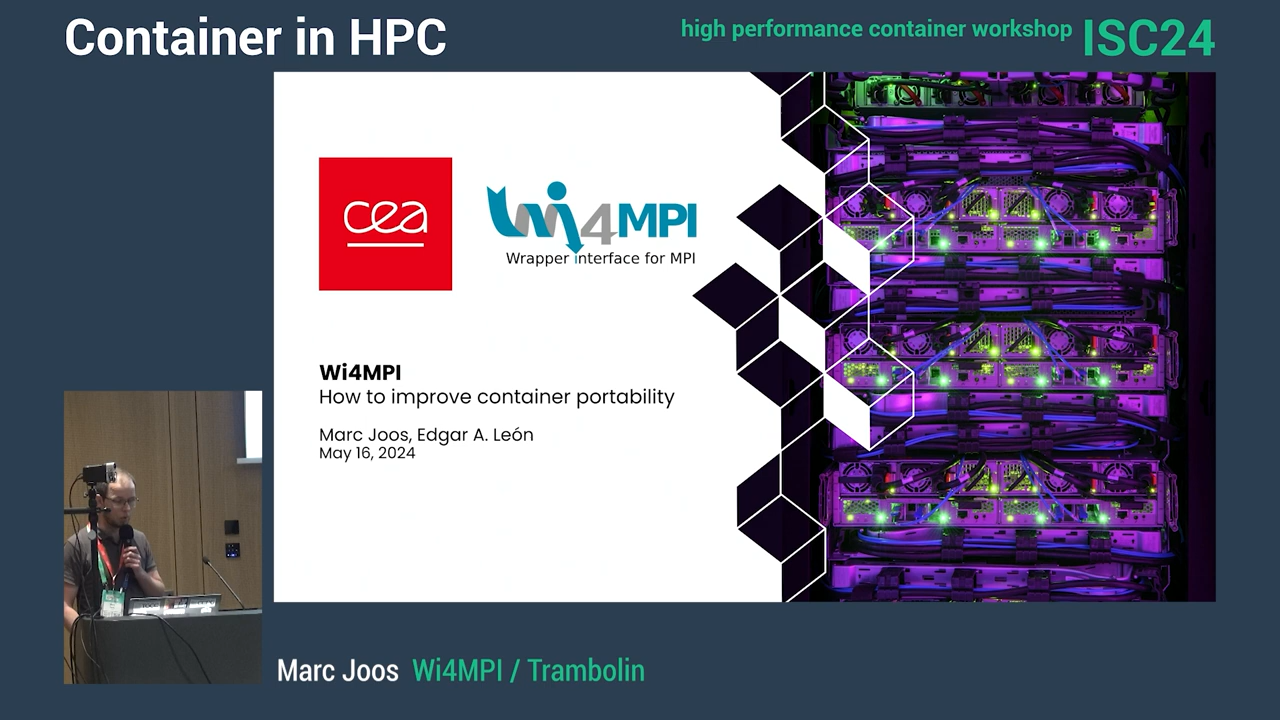 Container in HPC
high performance container workshop ISC24
cea
Wi4MPI
Wrapper interface for MPI
Wi4MPI
How to improve container portability
Marc Joos, Edgar A. León
May 16, 2024
Marc Joos Wi4MPI / Trambolin